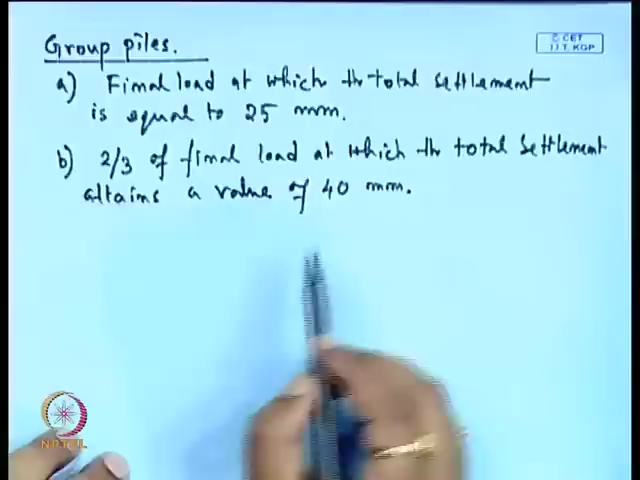 Group piles.
© CET
I.I.T. KGP
a) Final load at which the total settlement
is equal to 25 mm.
b) 2/3 of final load at which the total settlement
attains a value of 40 mm.
NPTEL